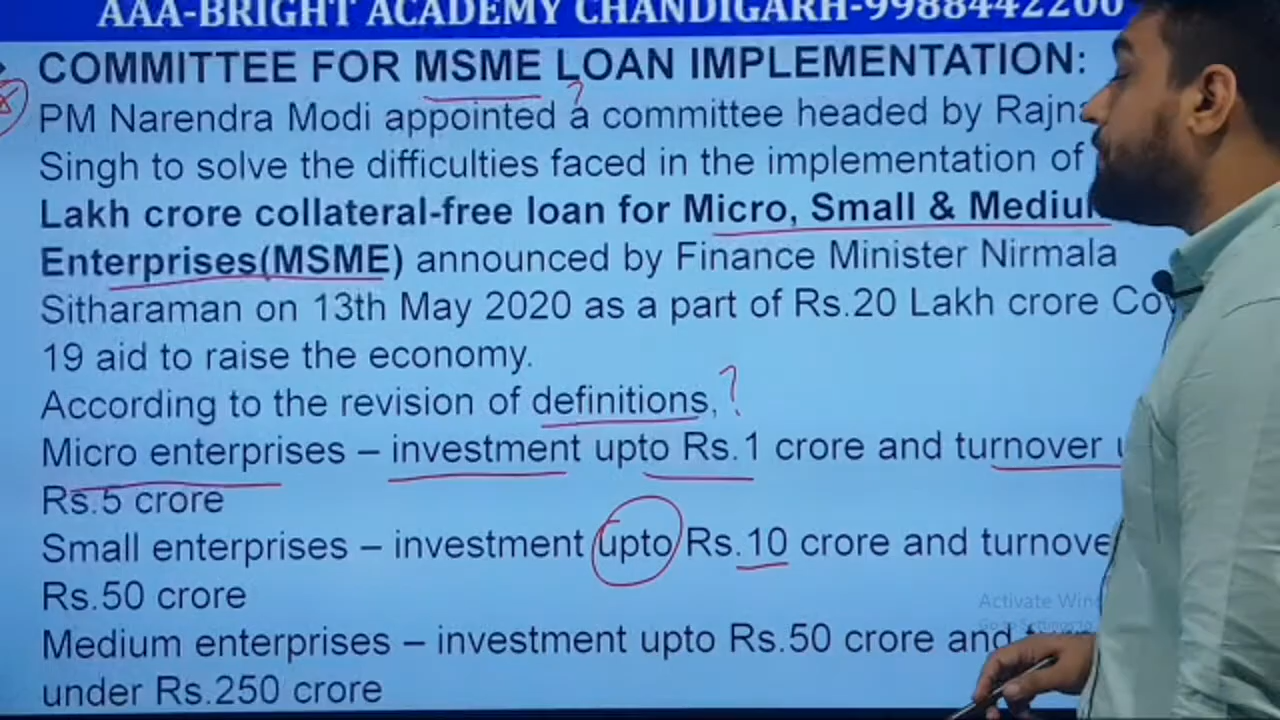 AAA-BRIGHT ACADEMY CHANDIGARH-9988442200
COMMITTEE FOR MSME LOAN IMPLEMENTATION:
PM Narendra Modi appointed a committee headed by
Singh to solve the difficulties faced in the implementation of
Lakh crore collateral-free loan for Micro, Small &
Enterprises(MSME) announced by Finance Minister Nirmala
Sitharaman on 13th May 2020 as a part of Rs.20 Lakh crore
19 aid to raise the economy.
According to the revision of definitions, ?
Micro enterprises – investment upto Rs.1 crore and turnover
Rs.5 crore
Small enterprises – investment upto Rs.10 crore and
Rs.50 crore
Activate
Go to Settings to
Medium enterprises – investment upto Rs.50 crore and
under Rs.250 crore